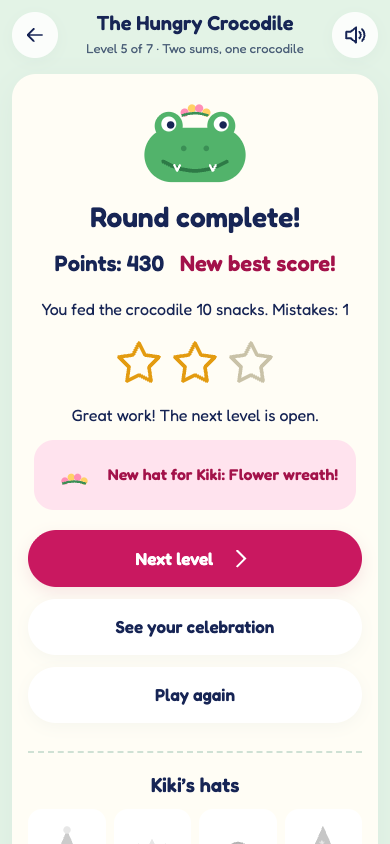 The Hungry Crocodile
Level 5 of 7 · Two sums, one crocodile
Round complete!
Points: 430 New best score!
You fed the crocodile 10 snacks. Mistakes: 1
Great work! The next level is open.
New hat for Kiki: Flower wreath!
Next level
See your celebration
Play again
Kiki's hats